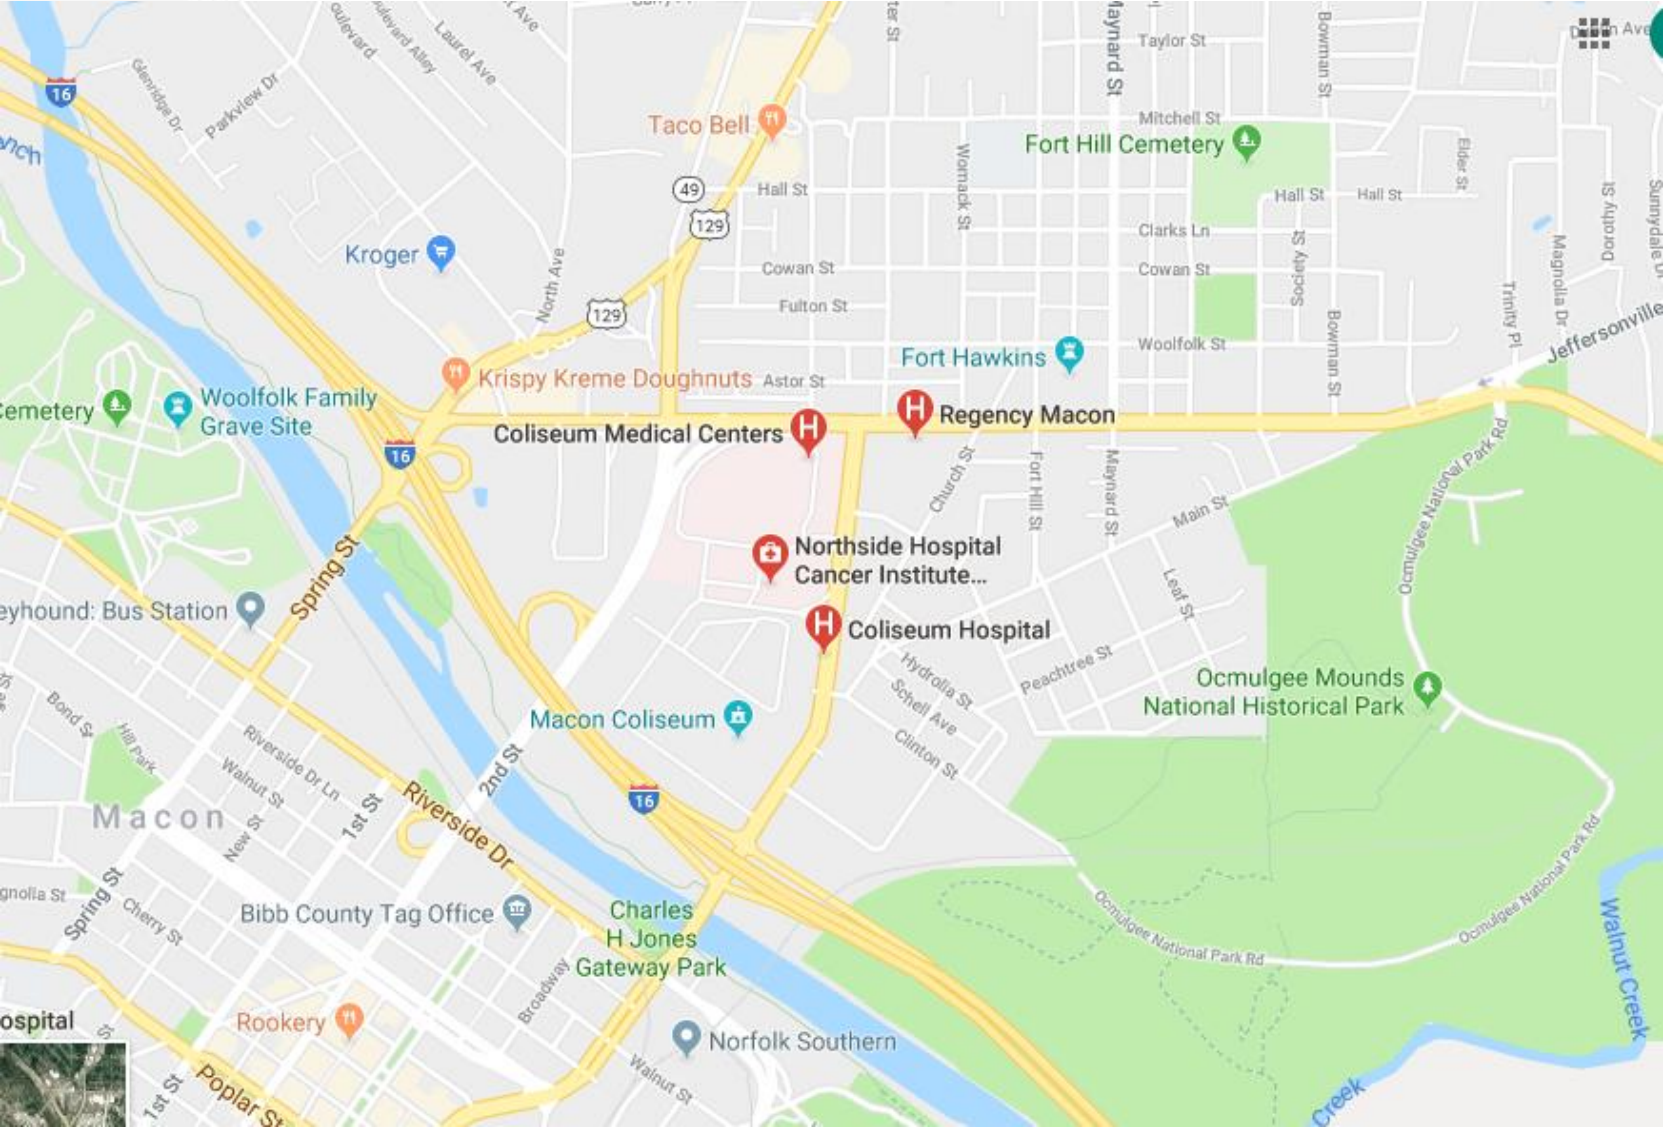 ter St
Maynard St
Bowman St
Taylor St
Laurel Ave
Glenridge Dr
Parkview Dr
16
Taco Bell
Mitchell St
Fort Hill Cemetery
Womack St
Elder St
49
Hall St
Hall St
Hall St
Dorothy St
129
Clarks Ln
Kroger
North Ave
Cowan St
Cowan St
Society St
Magnolia Dr
Trinity Pl
Fulton St
129
Bowman St
Woolfolk St
Jeffersonville
Fort Hawkins
Krispy Kreme Doughnuts
Astor St
Woolfolk Family
Grave Site
emetery
Regency Macon
Coliseum Medical Centers
16
Church St
Fort Hill St
Maynard St
Main St
Ocmulgee National Park Rd
Northside Hospital
Cancer Institute...
Spring St
Leaf St
eyhound: Bus Station
Coliseum Hospital
Hydrolia St
Peachtree St
Schell Ave
Ocmulgee Mounds
National Historical Park
Macon Coliseum
Bond St
Hill Park
Riverside Dr Ln
Clinton St
2nd St
Walnut St
16
Macon
1st St
Riverside Dr
New St
Ocmulgee National Park Rd
gnolia St
Spring St
Cherry St
Bibb County Tag Office
Charles
H Jones
Gateway Park
Ocmulgee National Park Rd
Walnut Creek
Broadway
ospital
Rookery
Norfolk Southern
Walnut St
1st St
Poplar St
Creek